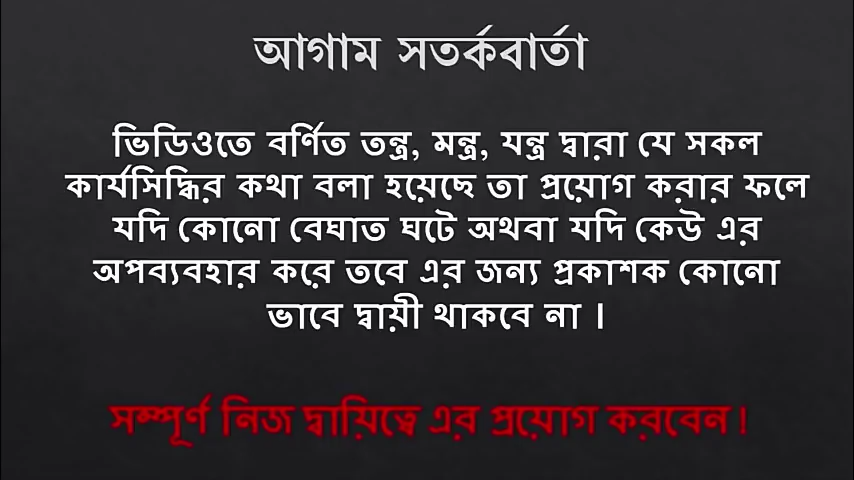 আগাম সতর্কবার্তা
ভিডিওতে বর্ণিত তন্ত্র, মন্ত্র, যন্ত্র দ্বারা যে সকল
কার্যসিদ্ধির কথা বলা হয়েছে তা প্রয়োগ করার ফলে
যদি কোনো বেঘাত ঘটে অথবা যদি কেউ এর
অপব্যবহার করে তবে এর জন্য প্রকাশক কোনো
ভাবে দ্বায়ী থাকবে না ।
সম্পূর্ণ নিজ দ্বায়িত্বে এর প্রয়োগ করবেন !